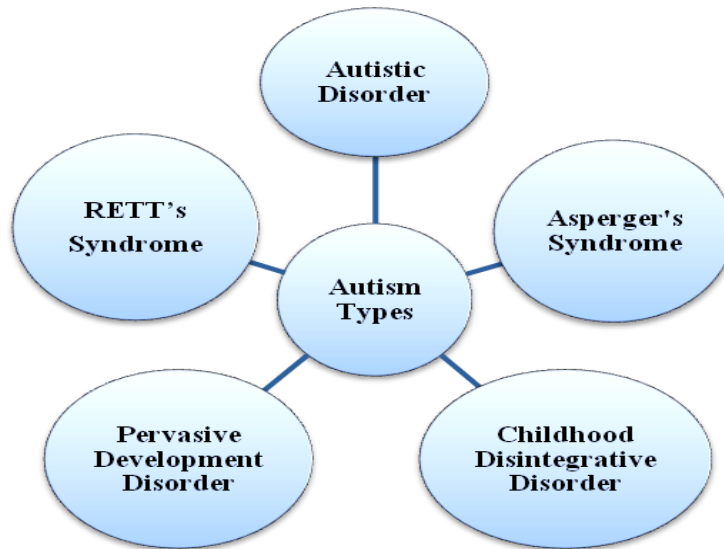 Autistic
Disorder
RETT's
Syndrome
Asperger's
Syndrome
Autism
Types
Pervasive
Development
Disorder
Childhood
Disintegrative
Disorder